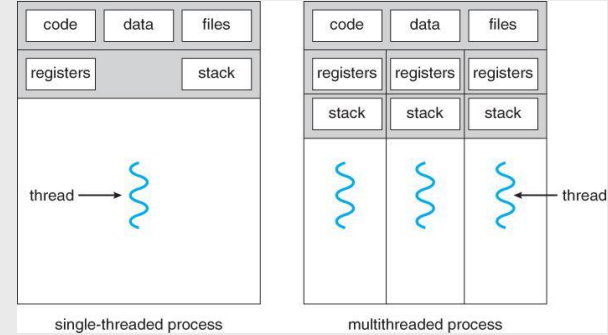 code data files
registers stack
thread
single-threaded process
code data files
registers registers registers
stack stack stack
thread
multithreaded process